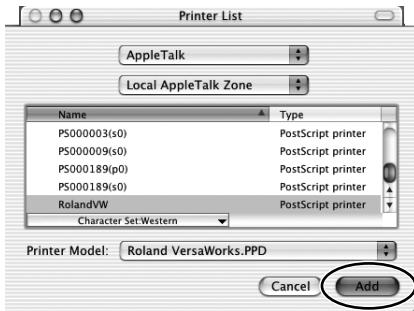 Printer List
AppleTalk
Local AppleTalk Zone
Name Type
PS000003(s0) PostScript printer
PS000009(s0) PostScript printer
PS000189(p0) PostScript printer
PS000189(s0) PostScript printer
RolandVW PostScript printer
Character Set:Western
Printer Model: Roland VersaWorks.PPD
Cancel Add